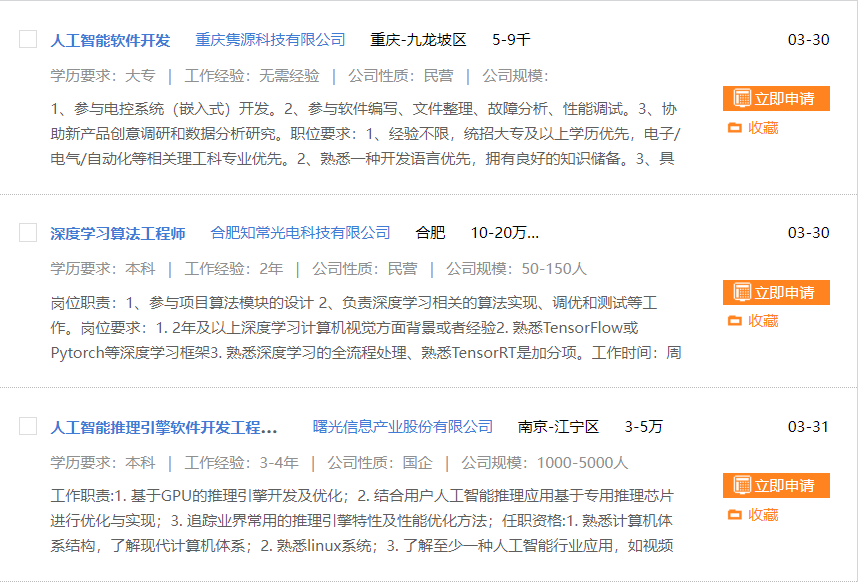 人工智能软件开发 重庆隽源科技有限公司 重庆-九龙坡区 5-9千 03-30
学历要求：大专 | 工作经验：无需经验 | 公司性质：民营 | 公司规模：
1、参与电控系统（嵌入式）开发。2、参与软件编写、文件整理、故障分析、性能调试。3、协
立即申请
助新产品创意调研和数据分析研究。职位要求：1、经验不限，统招大专及以上学历优先，电子/
收藏
电气/自动化等相关理工科专业优先。2、熟悉一种开发语言优先，拥有良好的知识储备。3、具
深度学习算法工程师 合肥知常光电科技有限公司 合肥 10-20万... 03-30
学历要求：本科 | 工作经验：2年 | 公司性质：民营 | 公司规模：50-150人
立即申请
岗位职责：1、参与项目算法模块的设计 2、负责深度学习相关的算法实现、调优和测试等工
收藏
作。岗位要求：1. 2年及以上深度学习计算机视觉方面背景或者经验2. 熟悉TensorFlow或
Pytorch等深度学习框架3. 熟悉深度学习的全流程处理、熟悉TensorRT是加分项。工作时间：周
人工智能推理引擎软件开发工程... 曙光信息产业股份有限公司 南京-江宁区 3-5万 03-31
学历要求：本科 | 工作经验：3-4年 | 公司性质：国企 | 公司规模：1000-5000人
立即申请
工作职责:1. 基于GPU的推理引擎开发及优化；2. 结合用户人工智能推理应用基于专用推理芯片
收藏
进行优化与实现；3. 追踪业界常用的推理引擎特性及性能优化方法；任职资格:1. 熟悉计算机体
系结构，了解现代计算机体系；2. 熟悉linux系统；3. 了解至少一种人工智能行业应用，如视频